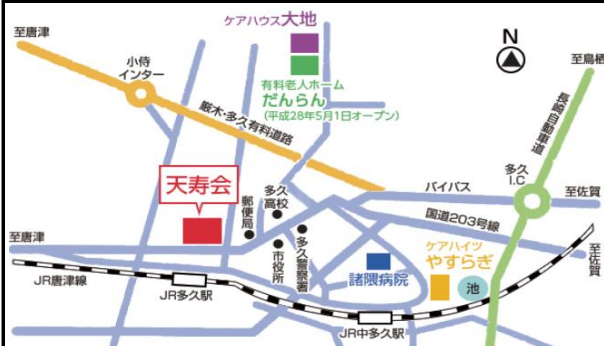 ケアハウス大地
至唐津
小侍
インター
有料老人ホーム
だんらん
(平成28年5月1日オープン)
N
至鳥栖
長崎自動車道
厳木・多久有料道路
天寿会
郵便局
多久
高校
多久
I.C
バイパス
至佐賀
国道203号線
至唐津
市役所
多久警察署
諸隈病院
ケアハイツ
やすらぎ
池
至佐賀
JR唐津線
JR多久駅
JR中多久駅